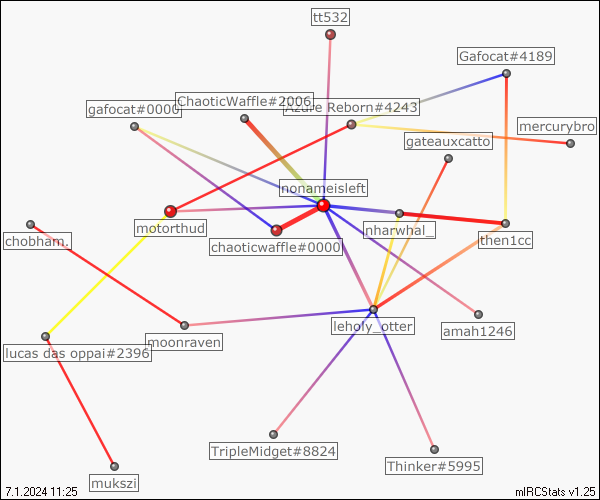 tt532
Gafocat#4189
ChaoticWaffle#2006
gafocat#0000
Azure Reborn#4243
mercurybro
gateauxcatto
nonameisleft
motorthud
nharwhal_
chobham.
chaoticwaffle#0000
then1cc
leholy_otter
amah1246
moonraven
lucas das oppai#2396
TripleMidget#8824
Thinker#5995
mukszi
7.1.2024 11:25
mIRCStats v1.25